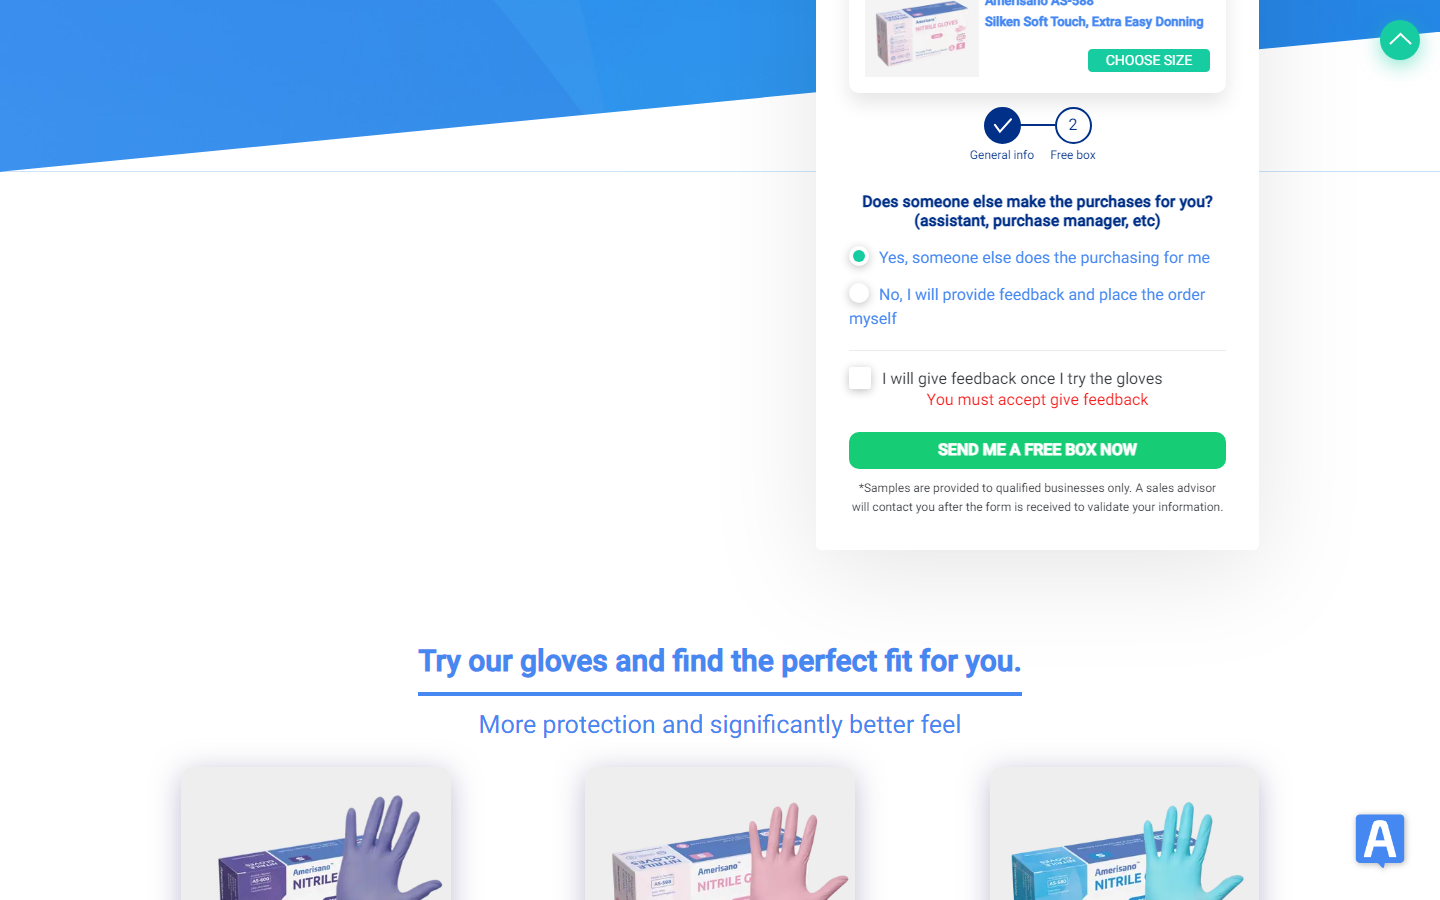 Amerisano AS-588
Silken Soft Touch, Extra Easy Donning
CHOOSE SIZE
2
General info
Free box
Does someone else make the purchases for you?
(assistant, purchase manager, etc)
Yes, someone else does the purchasing for me
No, I will provide feedback and place the order
myself
I will give feedback once I try the gloves
You must accept give feedback
SEND ME A FREE BOX NOW
*Samples are provided to qualified businesses only. A sales advisor
will contact you after the form is received to validate your information.
Try our gloves and find the perfect fit for you.
More protection and significantly better feel
Amerisano
NITRILE
Amerisano
NITRILE G
Amerisano
NITRILE
A